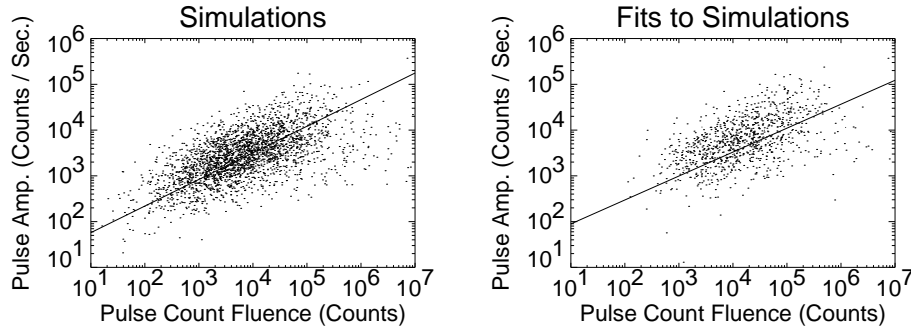 Simulations
Pulse Amp. (Counts / Sec.)
10^6
10^5
10^4
10^3
10^2
10^1
10^1 10^2 10^3 10^4 10^5 10^6 10^7
Pulse Count Fluence (Counts)
Fits to Simulations
Pulse Amp. (Counts / Sec.)
10^6
10^5
10^4
10^3
10^2
10^1
10^1 10^2 10^3 10^4 10^5 10^6 10^7
Pulse Count Fluence (Counts)